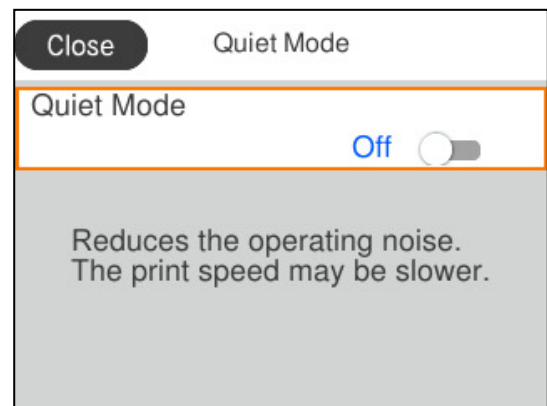 Close
Quiet Mode
Quiet Mode
Off
Reduces the operating noise.
The print speed may be slower.